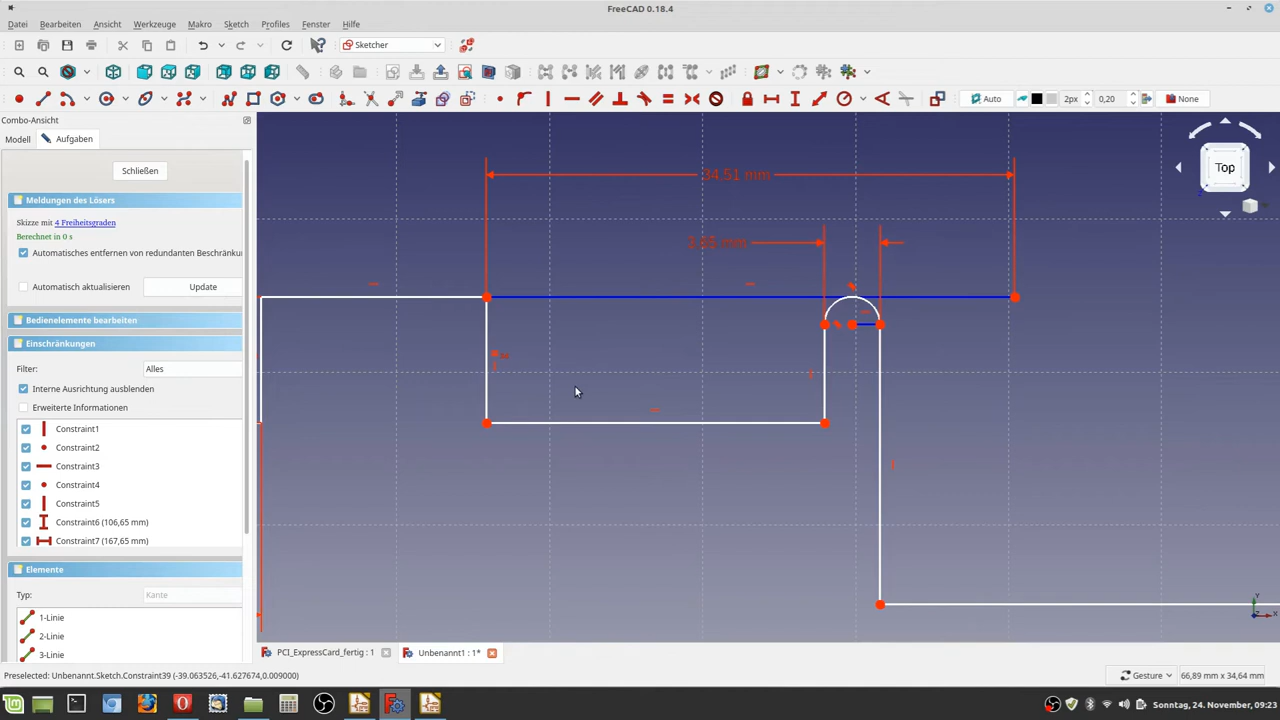 FreeCAD 0.18.4
Datei Bearbeiten Ansicht Werkzeuge Makro Sketch Profiles Fenster Hilfe
Sketcher
Auto 2px 0,20 None
Combo-Ansicht
Modell Aufgaben
Schließen
Meldungen des Lösers
Skizze mit 4 Freiheitsgraden
Berechnet in 0 s
Automatisches entfernen von redundanten Beschränku
Automatisch aktualisieren Update
Bedienelemente bearbeiten
Einschränkungen
Filter: Alles
Interne Ausrichtung ausblenden
Erweiterte Informationen
Constraint1
Constraint2
Constraint3
Constraint4
Constraint5
Constraint6 (106,65 mm)
Constraint7 (167,65 mm)
Elemente
Typ: Kante
1-Linie
2-Linie
3-Linie
34,51 mm
mm
Top
Y
X
PCI_ExpressCard_fertig : 1 Unbenannt1 : 1*
Preselected: Unbenannt.Sketch.Constraint39 (-39.063526,-41.627674,0.009000) Gesture 66,89 mm x 34,64 mm
Sonntag, 24. November, 09:23